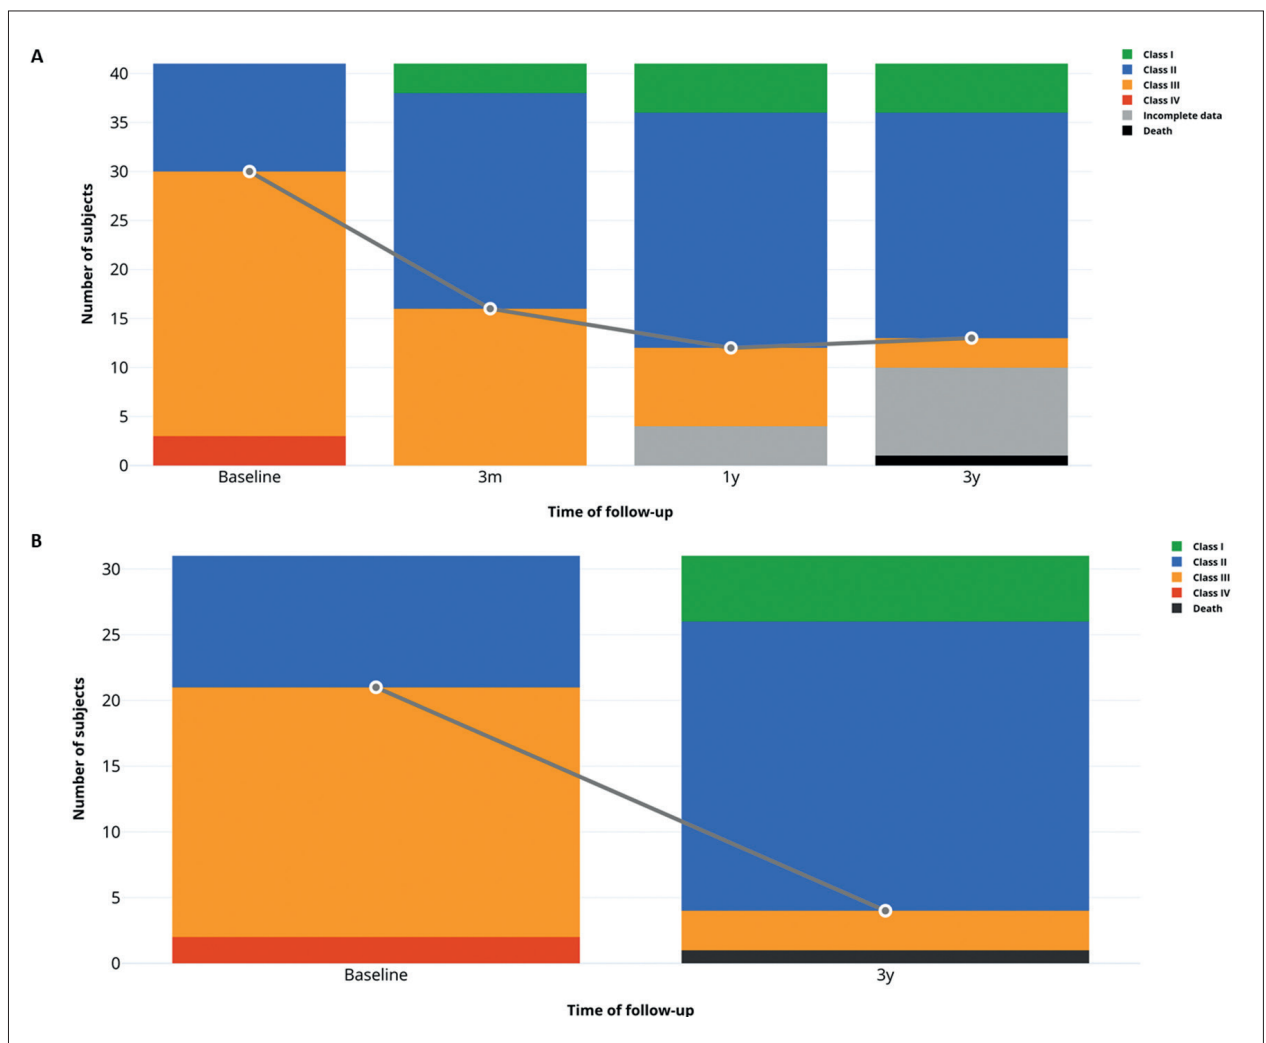 A
Class I
Class II
Class III
Class IV
Incomplete data
Death
40
35
30
25
20
15
10
5
0
Number of subjects
Baseline 3m 1y 3y
Time of follow-up
B
Class I
Class II
Class III
Class IV
Death
30
25
20
15
10
5
0
Number of subjects
Baseline 3y
Time of follow-up